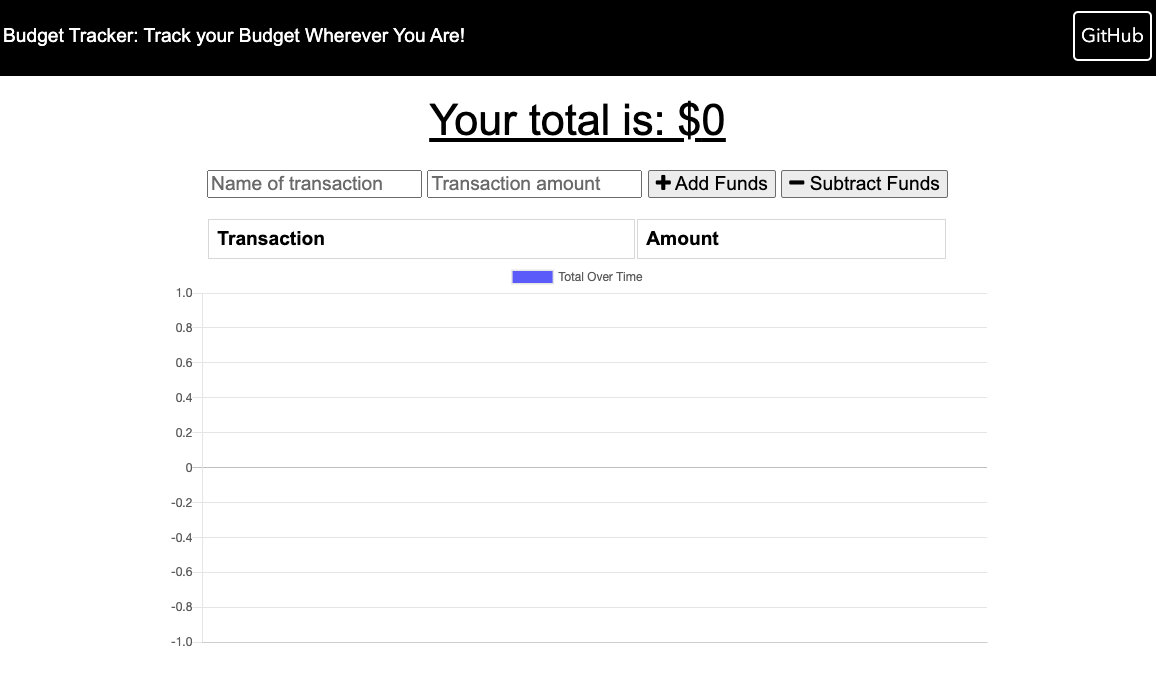 Budget Tracker: Track your Budget Wherever You Are! GitHub
Your total is: $0
Name of transaction Transaction amount + Add Funds − Subtract Funds
Transaction Amount
Total Over Time
1.0
0.8
0.6
0.4
0.2
0
-0.2
-0.4
-0.6
-0.8
-1.0